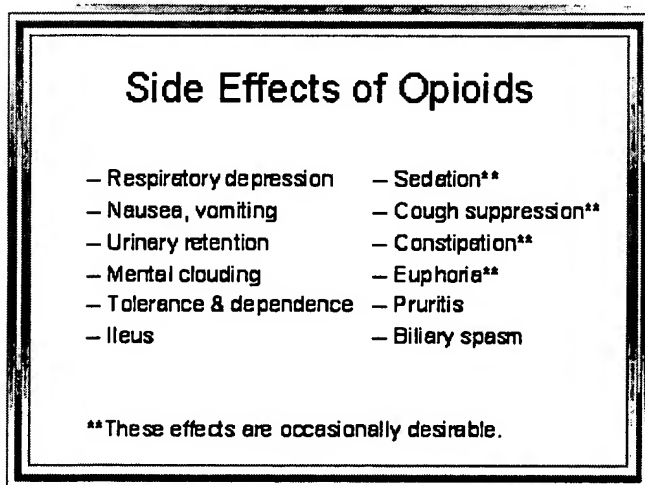 Side Effects of Opioids
– Respiratory depression
– Nausea, vomiting
– Urinary retention
– Mental clouding
– Tolerance & dependence
– Ileus
– Sedation**
– Cough suppression**
– Constipation**
– Euphoria**
– Pruritis
– Biliary spasm
**These effects are occasionally desirable.